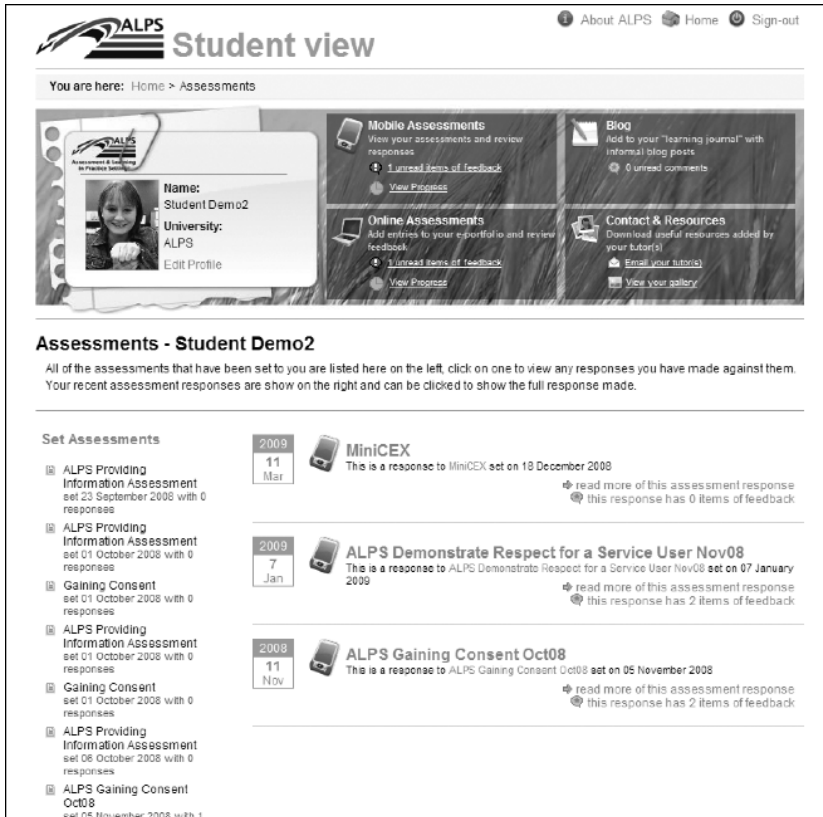 ALPS
Student view
About ALPS Home Sign-out
You are here: Home > Assessments
ALPS
Assessment & Learning
in Practice Settings
Name:
Student Demo2
University:
ALPS
Edit Profile
Mobile Assessments
View your assessments and review
responses
1 unread items of feedback
View Progress
Blog
Add to your "learning journal" with
informal blog posts
0 unread comments
Online Assessments
Add entries to your e-portfolio and review
feedback
1 unread items of feedback
View Progress
Contact & Resources
Download useful resources added by
your tutor(s)
Email your tutor(s)
View your gallery
Assessments - Student Demo2
All of the assessments that have been set to you are listed here on the left, click on one to view any responses you have made against them.
Your recent assessment responses are show on the right and can be clicked to show the full response made.
Set Assessments
ALPS Providing
Information Assessment
set 23 September 2008 with 0
responses
ALPS Providing
Information Assessment
set 01 October 2008 with 0
responses
Gaining Consent
set 01 October 2008 with 0
responses
ALPS Providing
Information Assessment
set 01 October 2008 with 0
responses
Gaining Consent
set 01 October 2008 with 0
responses
ALPS Providing
Information Assessment
set 06 October 2008 with 0
responses
ALPS Gaining Consent
Oct08
set 05 November 2008 with 1
2009
11
Mar
MiniCEX
This is a response to MiniCEX set on 18 December 2008
read more of this assessment response
this response has 0 items of feedback
2009
7
Jan
ALPS Demonstrate Respect for a Service User Nov08
This is a response to ALPS Demonstrate Respect for a Service User Nov08 set on 07 January
2009
read more of this assessment response
this response has 2 items of feedback
2008
11
Nov
ALPS Gaining Consent Oct08
This is a response to ALPS Gaining Consent Oct08 set on 05 November 2008
read more of this assessment response
this response has 2 items of feedback